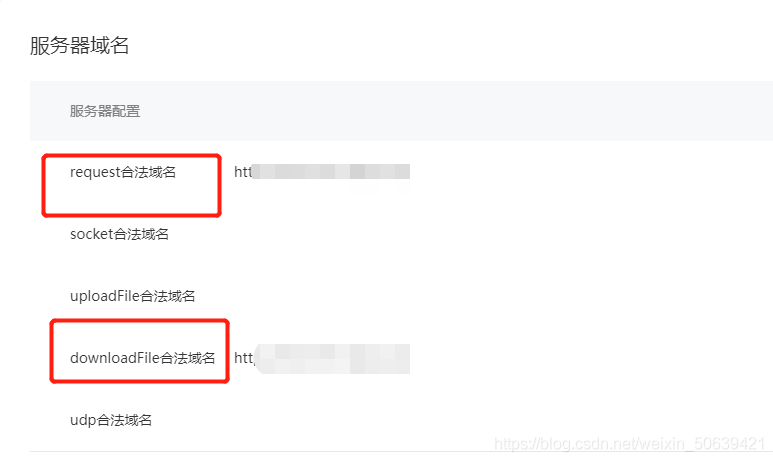 服务器域名
服务器配置
request合法域名 htt
socket合法域名
uploadFile合法域名
downloadFile合法域名 htt
udp合法域名
https://blog.csdn.net/weixin_50639421